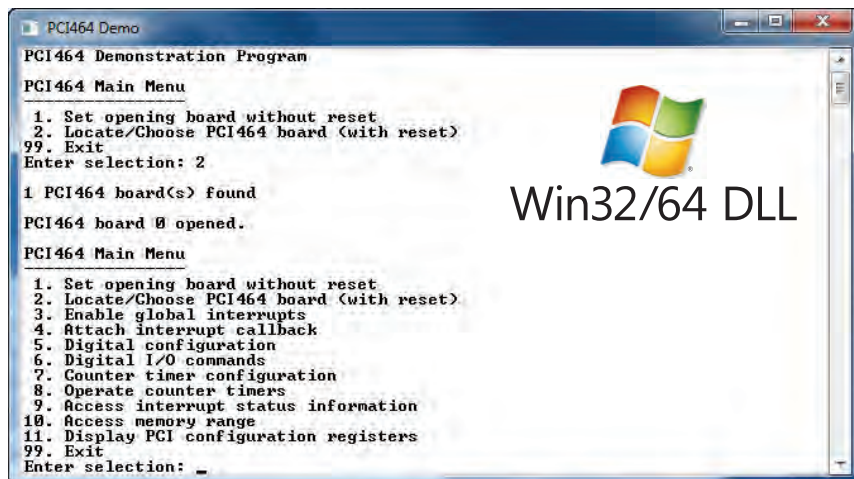 PCI464 Demo
PCI464 Demonstration Program
PCI464 Main Menu
1. Set opening board without reset
2. Locate/Choose PCI464 board (with reset)
99. Exit
Enter selection: 2
1 PCI464 board(s) found
PCI464 board 0 opened.
PCI464 Main Menu
1. Set opening board without reset
2. Locate/Choose PCI464 board (with reset)
3. Enable global interrupts
4. Attach interrupt callback
5. Digital configuration
6. Digital I/O commands
7. Counter timer configuration
8. Operate counter timers
9. Access interrupt status information
10. Access memory range
11. Display PCI configuration registers
99. Exit
Enter selection: _
Win32/64 DLL